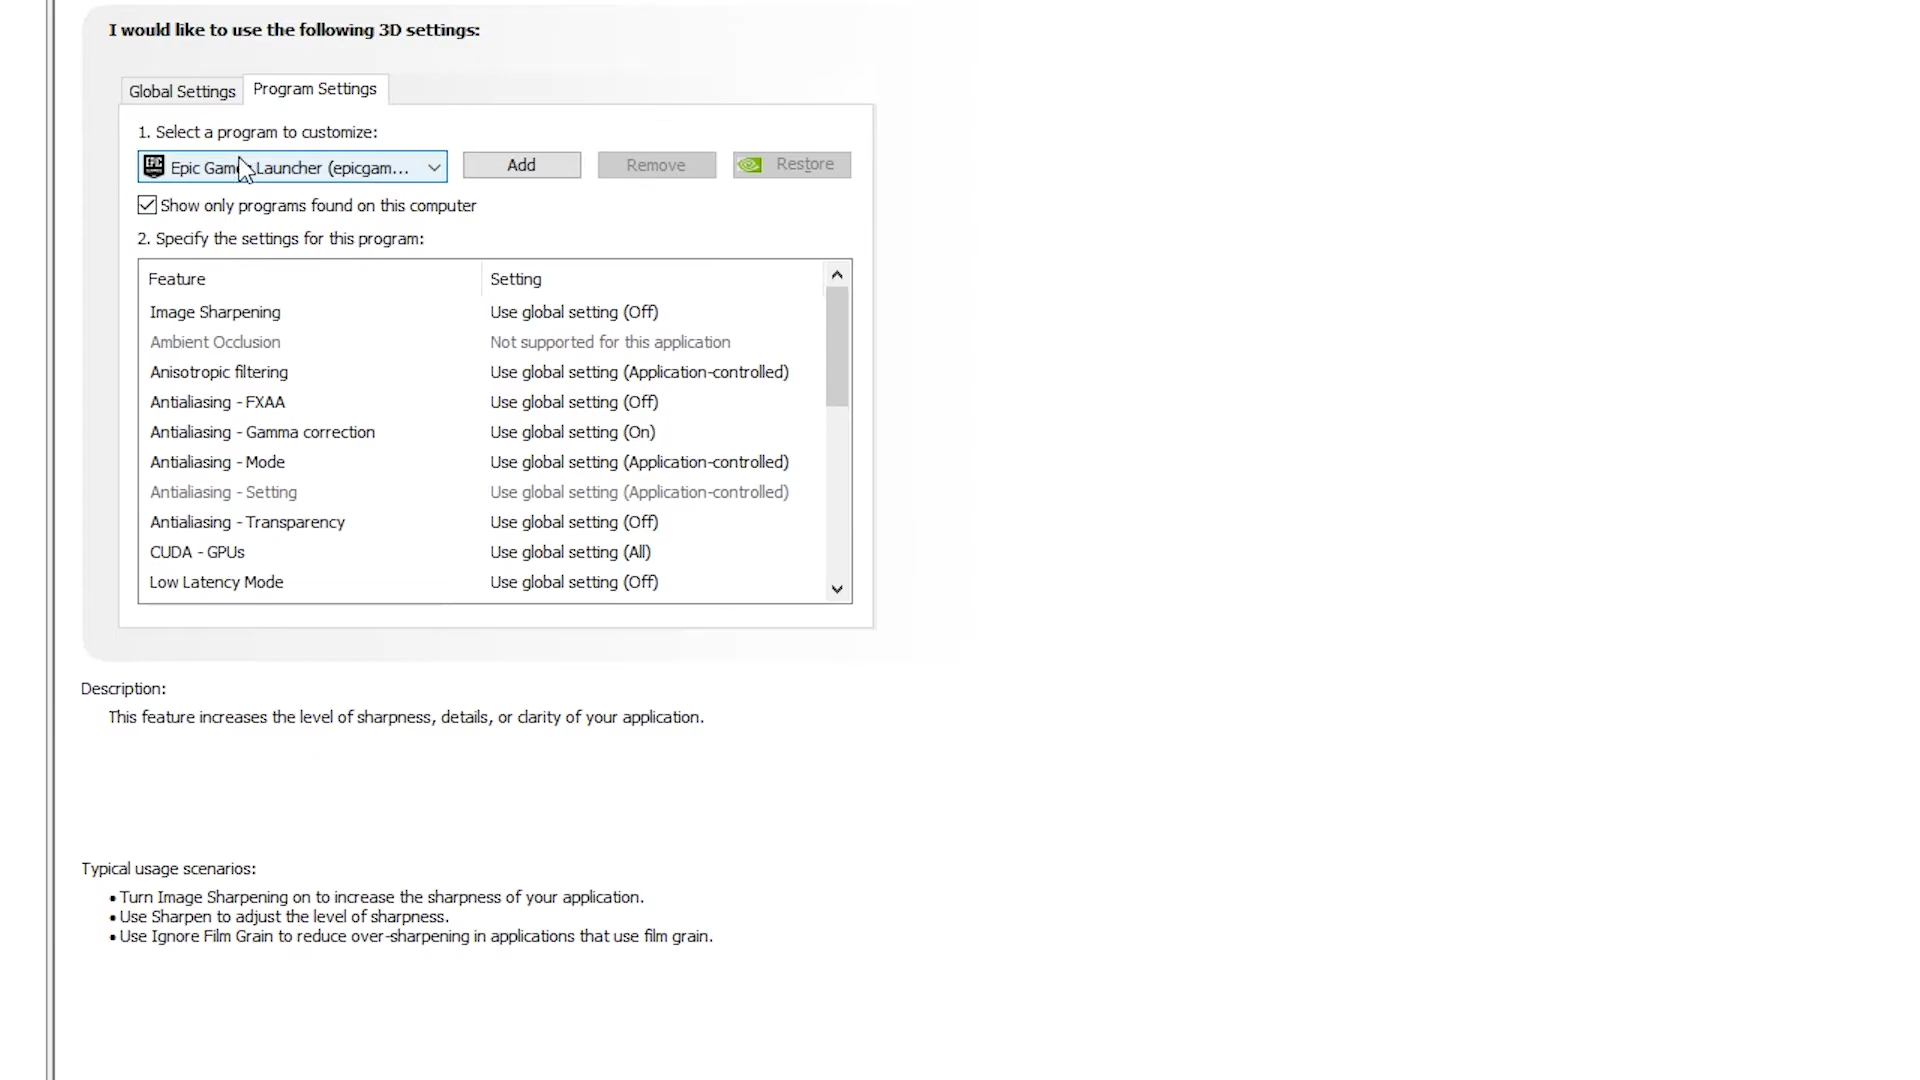 I would like to use the following 3D settings:
Global Settings
Program Settings
1. Select a program to customize:
EPIC GAMES
Epic Games Launcher (epicgam...
Add
Remove
Restore
Show only programs found on this computer
2. Specify the settings for this program:
Feature Setting
Image Sharpening Use global setting (Off)
Ambient Occlusion Not supported for this application
Anisotropic filtering Use global setting (Application-controlled)
Antialiasing - FXAA Use global setting (Off)
Antialiasing - Gamma correction Use global setting (On)
Antialiasing - Mode Use global setting (Application-controlled)
Antialiasing - Setting Use global setting (Application-controlled)
Antialiasing - Transparency Use global setting (Off)
CUDA - GPUs Use global setting (All)
Low Latency Mode Use global setting (Off)
Description:
This feature increases the level of sharpness, details, or clarity of your application.
Typical usage scenarios:
• Turn Image Sharpening on to increase the sharpness of your application.
• Use Sharpen to adjust the level of sharpness.
• Use Ignore Film Grain to reduce over-sharpening in applications that use film grain.